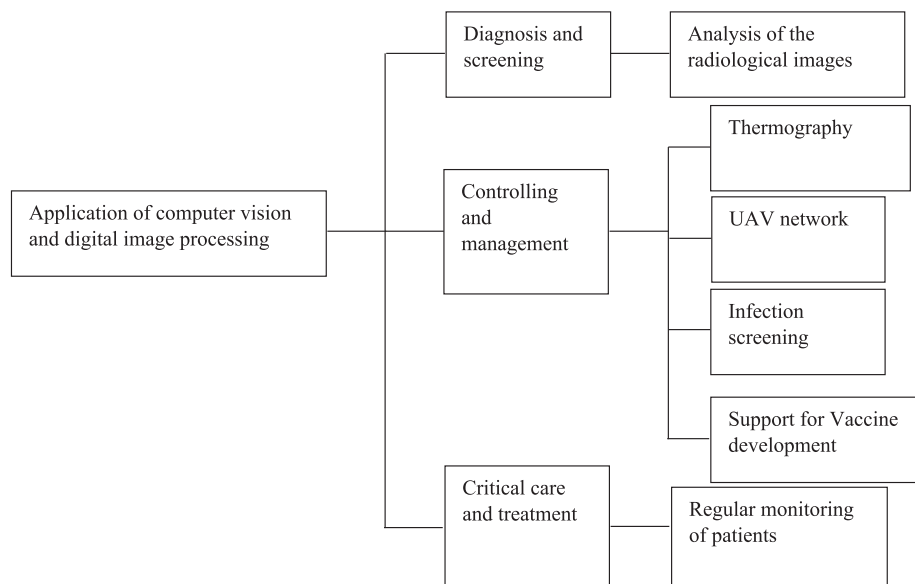 Application of computer vision
and digital image processing
Diagnosis and
screening
Analysis of the
radiological images
Controlling
and
management
Thermography
UAV network
Infection
screening
Support for Vaccine
development
Critical care
and treatment
Regular monitoring
of patients